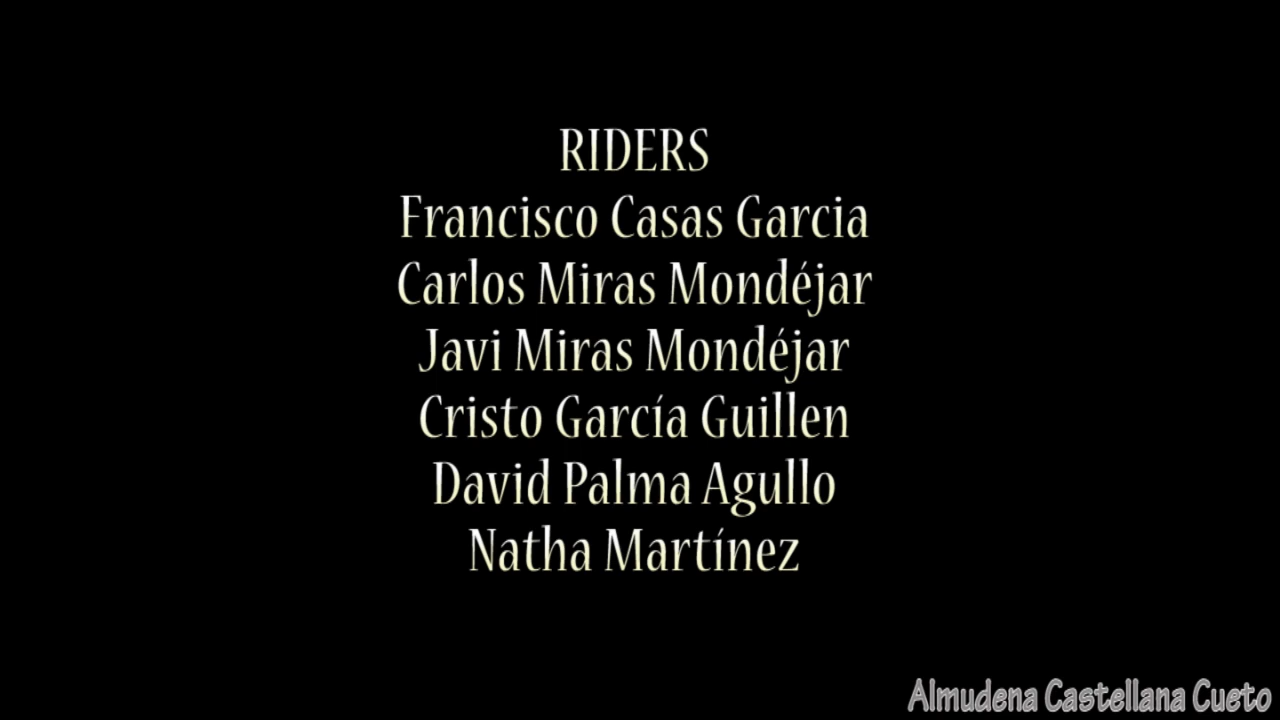 RIDERS
Francisco Casas Garcia
Carlos Miras Mondéjar
Javi Miras Mondéjar
Cristo García Guillen
David Palma Agullo
Natha Martínez
Almudena Castellana Cueto